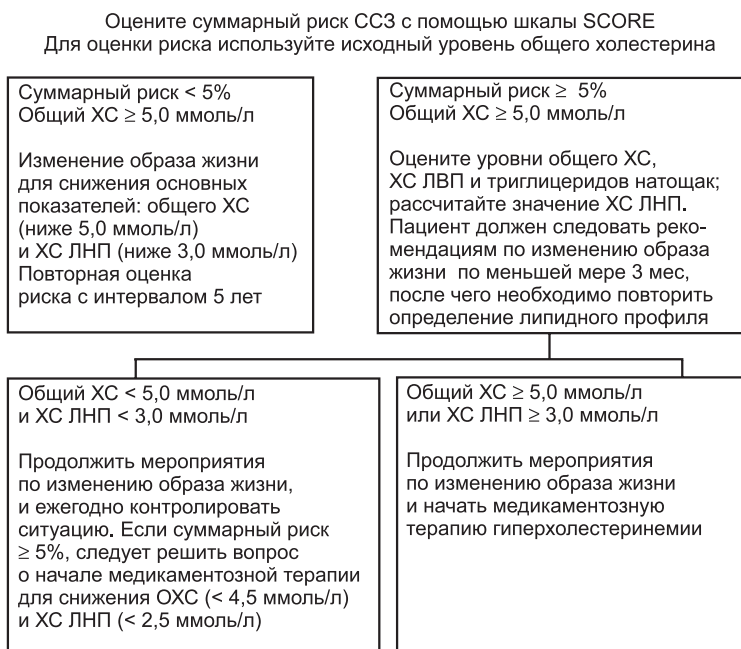 Оцените суммарный риск ССЗ с помощью шкалы SCORE
Для оценки риска используйте исходный уровень общего холестерина
Суммарный риск < 5%
Общий ХС ≥ 5,0 ммоль/л
Изменение образа жизни
для снижения основных
показателей: общего ХС
(ниже 5,0 ммоль/л)
и ХС ЛНП (ниже 3,0 ммоль/л)
Повторная оценка
риска с интервалом 5 лет
Суммарный риск ≥ 5%
Общий ХС ≥ 5,0 ммоль/л
Оцените уровни общего ХС,
ХС ЛВП и триглицеридов натощак;
рассчитайте значение ХС ЛНП.
Пациент должен следовать реко-
мендациям по изменению образа
жизни по меньшей мере 3 мес,
после чего необходимо повторить
определение липидного профиля
Общий ХС < 5,0 ммоль/л
и ХС ЛНП < 3,0 ммоль/л
Продолжить мероприятия
по изменению образа жизни,
и ежегодно контролировать
ситуацию. Если суммарный риск
≥ 5%, следует решить вопрос
о начале медикаментозной терапии
для снижения ОХС (< 4,5 ммоль/л)
и ХС ЛНП (< 2,5 ммоль/л)
Общий ХС ≥ 5,0 ммоль/л
или ХС ЛНП ≥ 3,0 ммоль/л
Продолжить мероприятия
по изменению образа жизни
и начать медикаментозную
терапию гиперхолестеринемии